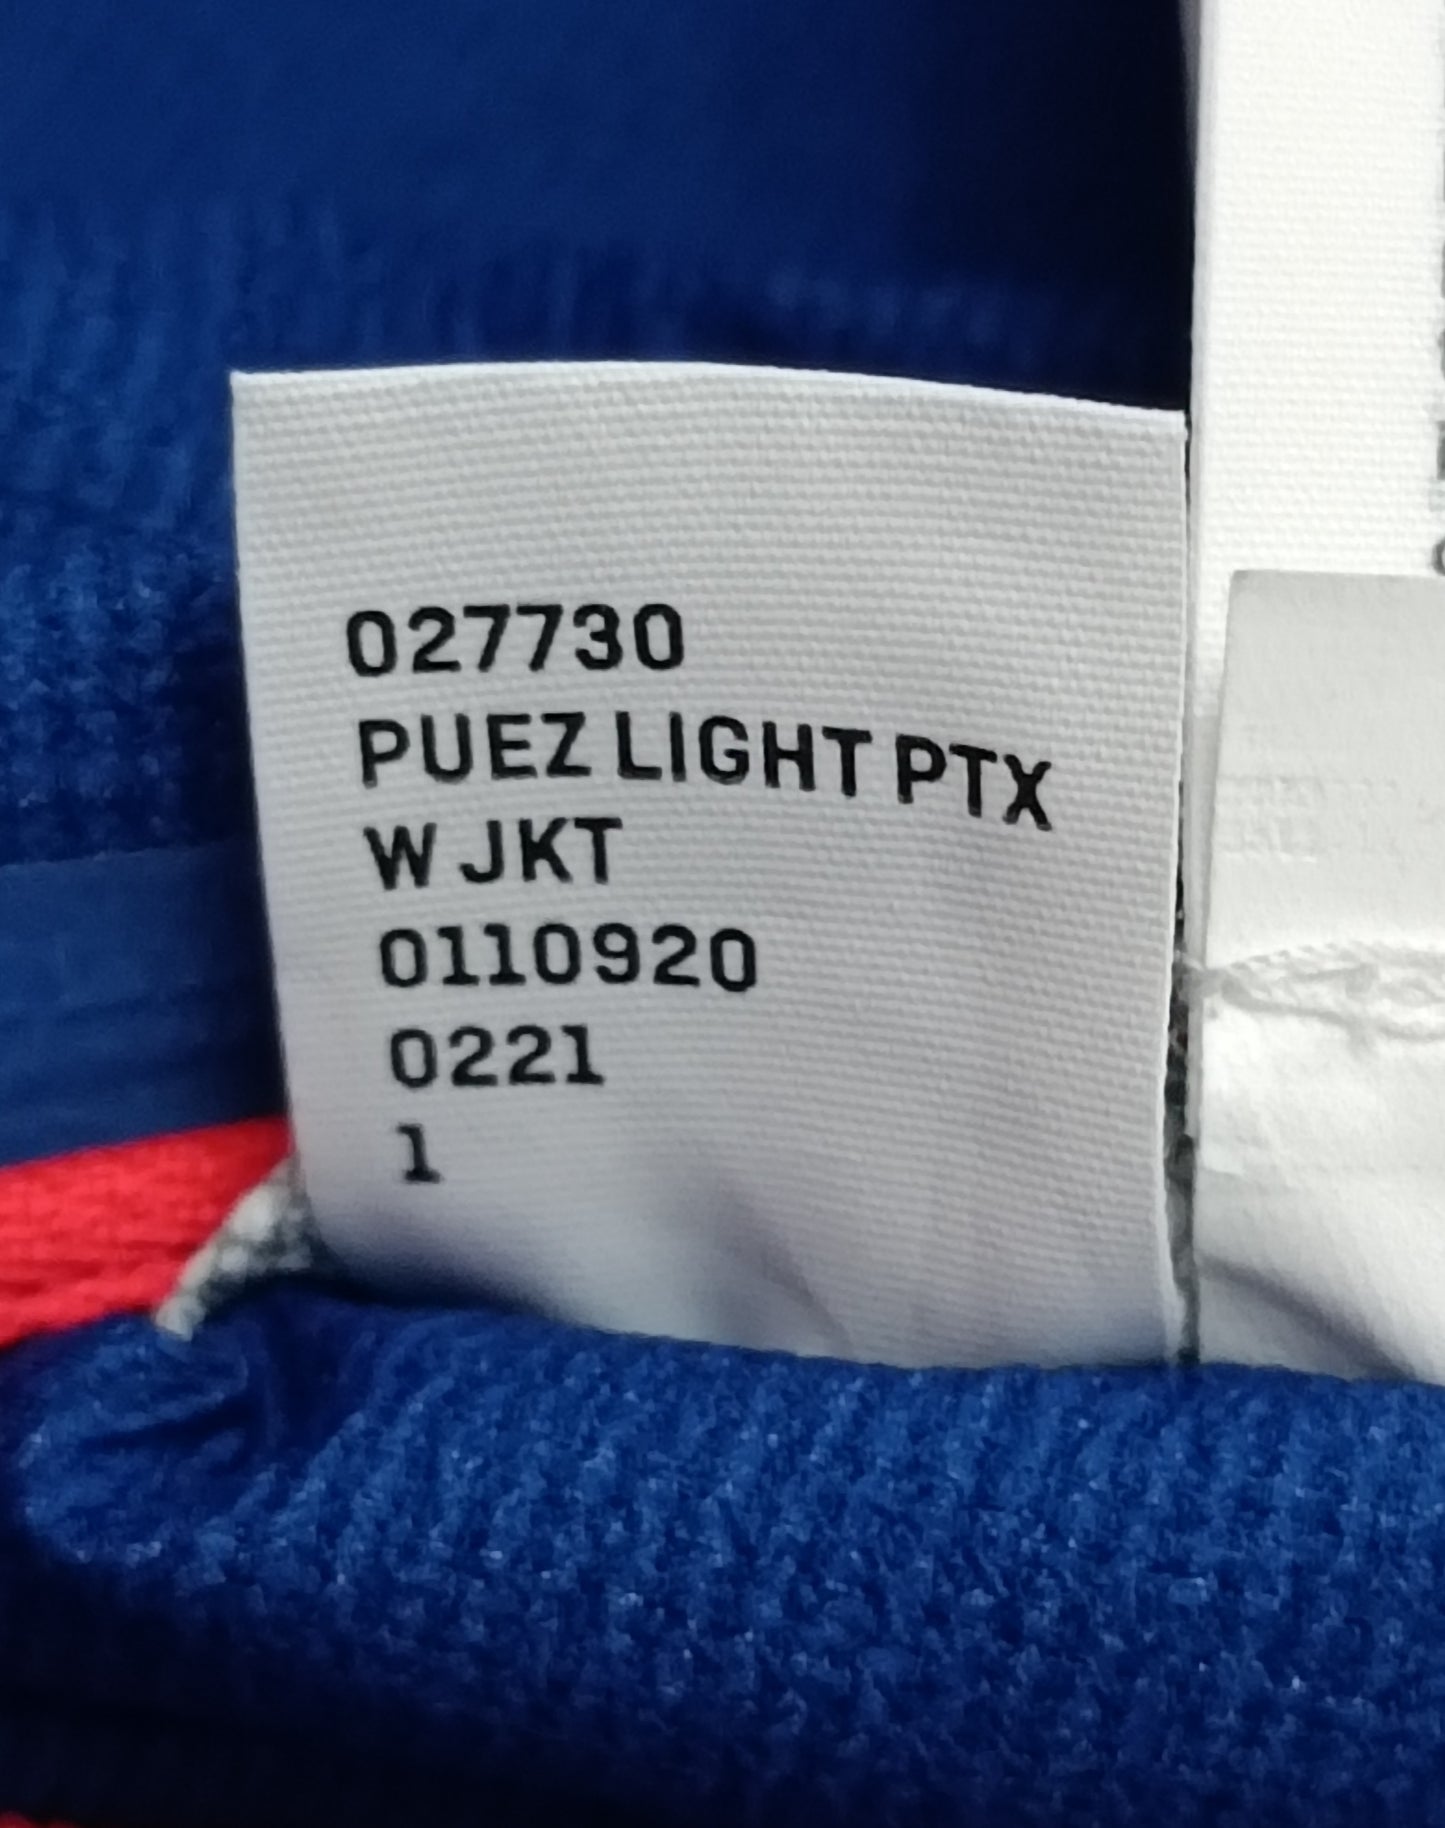 027730
PUEZ LIGHT PTX
W JKT
0110920
0221
1